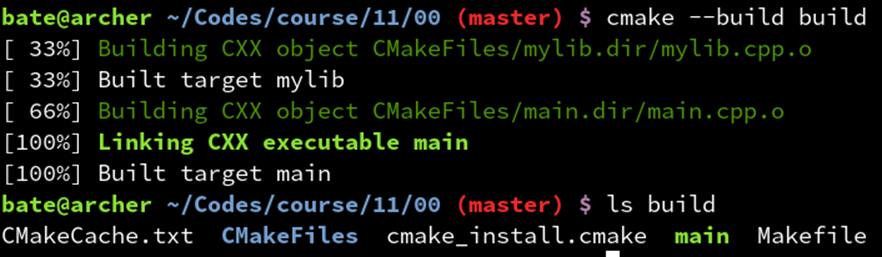 bate@archer ~/Codes/course/11/00 (master) $ cmake --build build
[ 33%] Building CXX object CMakeFiles/mylib.dir/mylib.cpp.o
[ 33%] Built target mylib
[ 66%] Building CXX object CMakeFiles/main.dir/main.cpp.o
[100%] Linking CXX executable main
[100%] Built target main
bate@archer ~/Codes/course/11/00 (master) $ ls build
CMakeCache.txt  CMakeFiles  cmake_install.cmake  main  Makefile